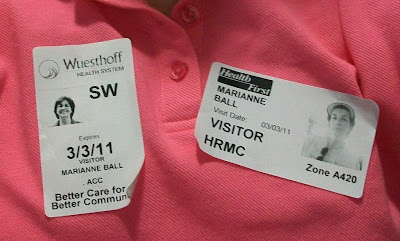 Wuesthoff
HEALTH SYSTEM
SW
Expires
3/3/11
VISITOR
MARIANNE BALL
. ACC
Better Care for
Better Commun
Health
First
MARIANNE
BALL
Visit Date: 03/03/11
VISITOR
HRMC
Zone A420